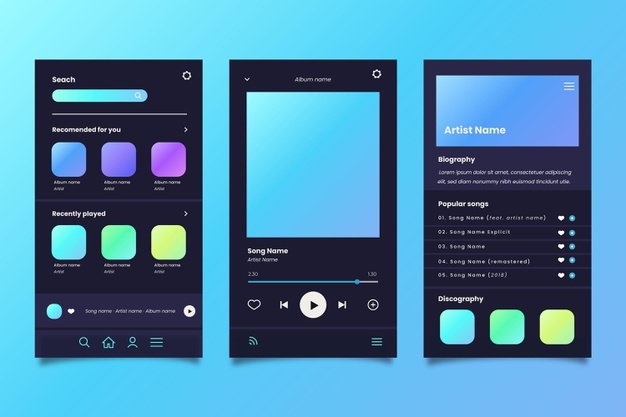 Seach
Recomended for you
Album name Album name Album name
Artist Artist Artist
Recently played
Album name Album name Album name
Artist Artist Artist
Song name · Artist name · Album name
Album name
Song Name
Artist Name
2.30 1.30
Artist Name
Biography
Lorem ipsum dolor sit amet, consectetur
adipiscing elit, sed diam nonummy nibh.
Popular songs
01. Song Name (feat. artist name)
02. Song Name Explicit
03. Song Name
04. Song Name (remastered)
05. Song Name (2018)
Discography